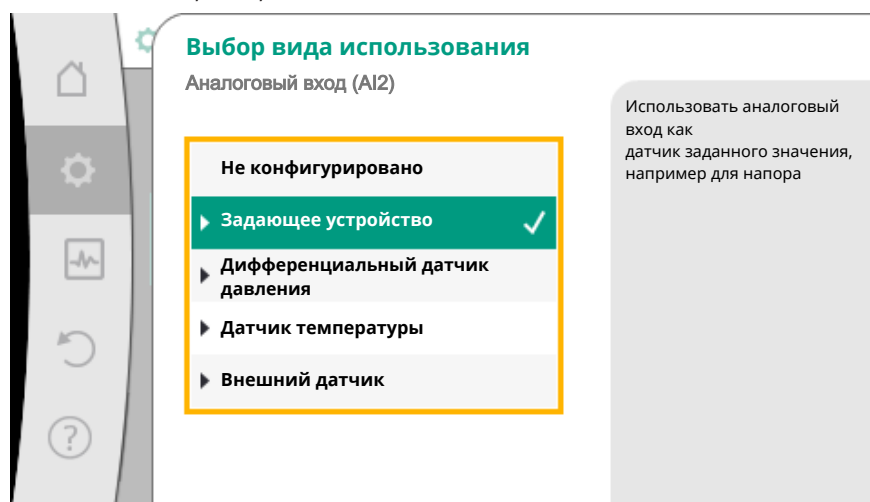 Выбор вида использования
Аналоговый вход (AI2)
Не конфигурировано
Задающее устройство
Дифференциальный датчик
давления
Датчик температуры
Внешний датчик
Использовать аналоговый
вход как
датчик заданного значения,
например для напора
?